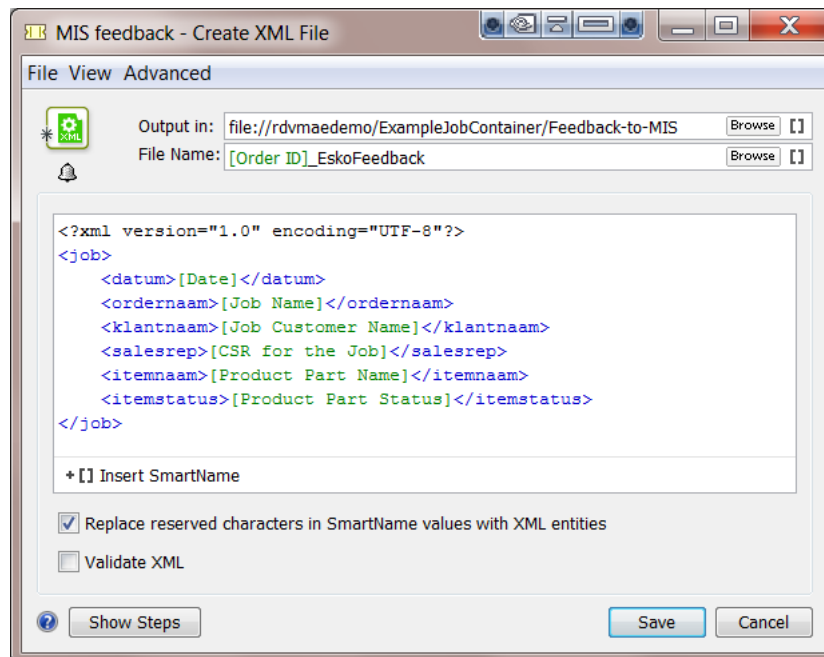 MIS feedback - Create XML File
File View Advanced
Output in: file://rdvmaedemo/ExampleJobContainer/Feedback-to-MIS Browse []
File Name: [Order ID]_EskoFeedback Browse []
XML
<?xml version="1.0" encoding="UTF-8"?>
<job>
<datum>[Date]</datum>
<ordernaam>[Job Name]</ordernaam>
<klantnaam>[Job Customer Name]</klantnaam>
<salesrep>[CSR for the Job]</salesrep>
<itemnaam>[Product Part Name]</itemnaam>
<itemstatus>[Product Part Status]</itemstatus>
</job>
+ [] Insert SmartName
Replace reserved characters in SmartName values with XML entities
Validate XML
? Show Steps Save Cancel